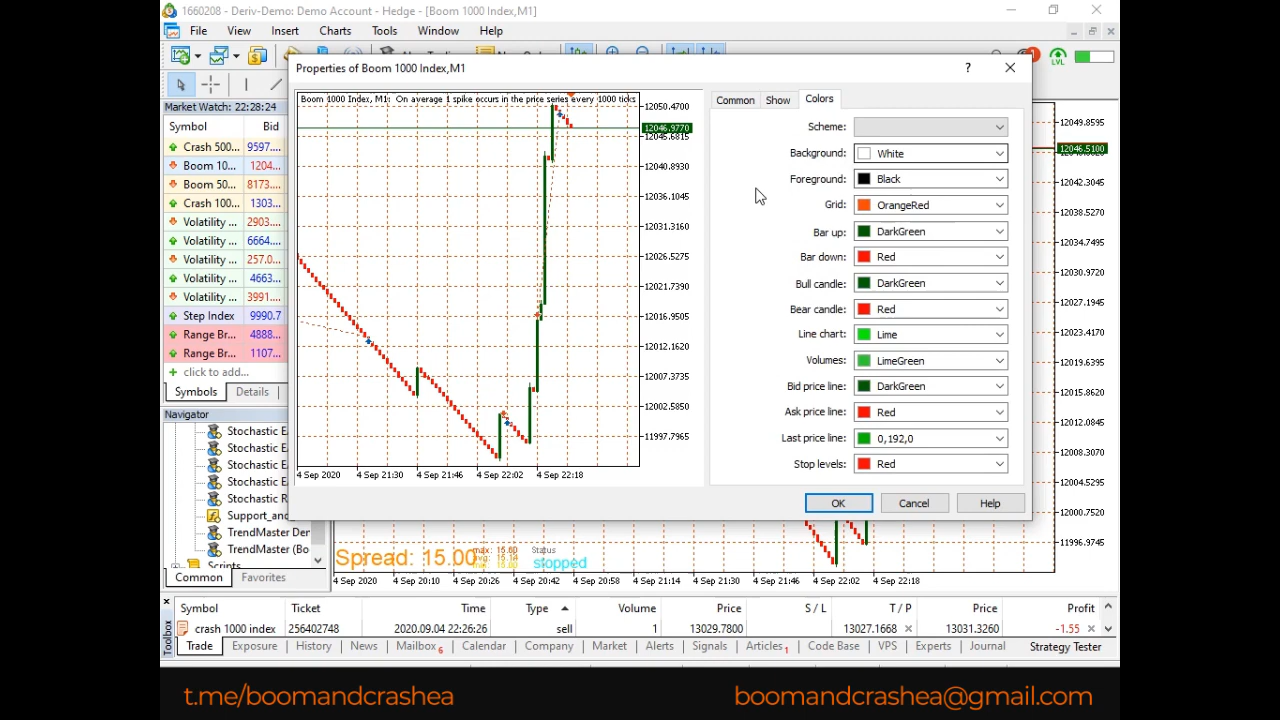 1660208 - Deriv-Demo: Demo Account - Hedge - [Boom 1000 Index,M1]
File View Insert Charts Tools Window Help
Properties of Boom 1000 Index,M1
Market Watch: 22:28:24
Symbol Bid
Crash 500... 9597....
Boom 10... 1204...
Boom 50... 8173....
Crash 100... 1303...
Volatility ... 2903...
Volatility ... 6664....
Volatility ... 257.0...
Volatility ... 4663...
Volatility ... 3991...
Step Index 9990.7
Range Br... 4888...
Range Br... 1107...
click to add...
Symbols Details
Navigator
Stochastic E
Stochastic E
Stochastic E
Stochastic E
Stochastic R
Support_and
TrendMaster Der
TrendMaster (Bo
Scripts
Common Favorites
Boom 1000 Index, M1: On average 1 spike occurs in the price series every 1000 ticks
12050.4700
12046.9770
12045.6815
12040.8930
12036.1045
12031.3160
12026.5275
12021.7390
12016.9505
12012.1620
12007.3735
12002.5850
11997.7965
4 Sep 2020 4 Sep 21:30 4 Sep 21:46 4 Sep 22:02 4 Sep 22:18
Common Show Colors
Scheme:
Background: White
Foreground: Black
Grid: OrangeRed
Bar up: DarkGreen
Bar down: Red
Bull candle: DarkGreen
Bear candle: Red
Line chart: Lime
Volumes: LimeGreen
Bid price line: DarkGreen
Ask price line: Red
Last price line: 0,192,0
Stop levels: Red
OK Cancel Help
LVL
12049.8595
12046.5100
12042.3045
12038.5270
12034.7495
12030.9720
12027.1945
12023.4170
12019.6395
12015.8620
12012.0845
12008.3070
12004.5295
12000.7520
11996.9745
Spread: 15.00
Status
stopped
4 Sep 2020 4 Sep 20:10 4 Sep 20:26 4 Sep 20:42 4 Sep 20:58 4 Sep 21:14 4 Sep 21:30 4 Sep 21:46 4 Sep 22:02 4 Sep 22:18
Toolbox
Symbol Ticket Time Type Volume Price S / L T / P Price Profit
crash 1000 index 256402748 2020.09.04 22:26:26 sell 1 13029.7800 13027.1668 13031.3260 -1.55
Trade Exposure History News Mailbox 6 Calendar Company Market Alerts Signals Articles 1 Code Base VPS Experts Journal Strategy Tester
t.me/boomandcrashea
boomandcrashea@gmail.com